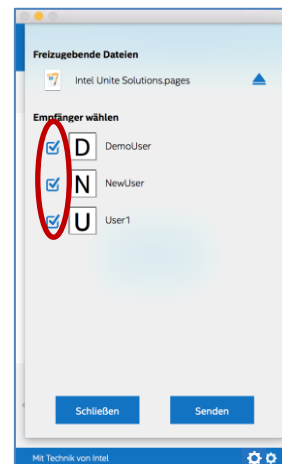 Freizugebende Dateien
Intel Unite Solutions.pages
Empfänger wählen
D DemoUser
N NewUser
U User1
Schließen Senden
Mit Technik von Intel